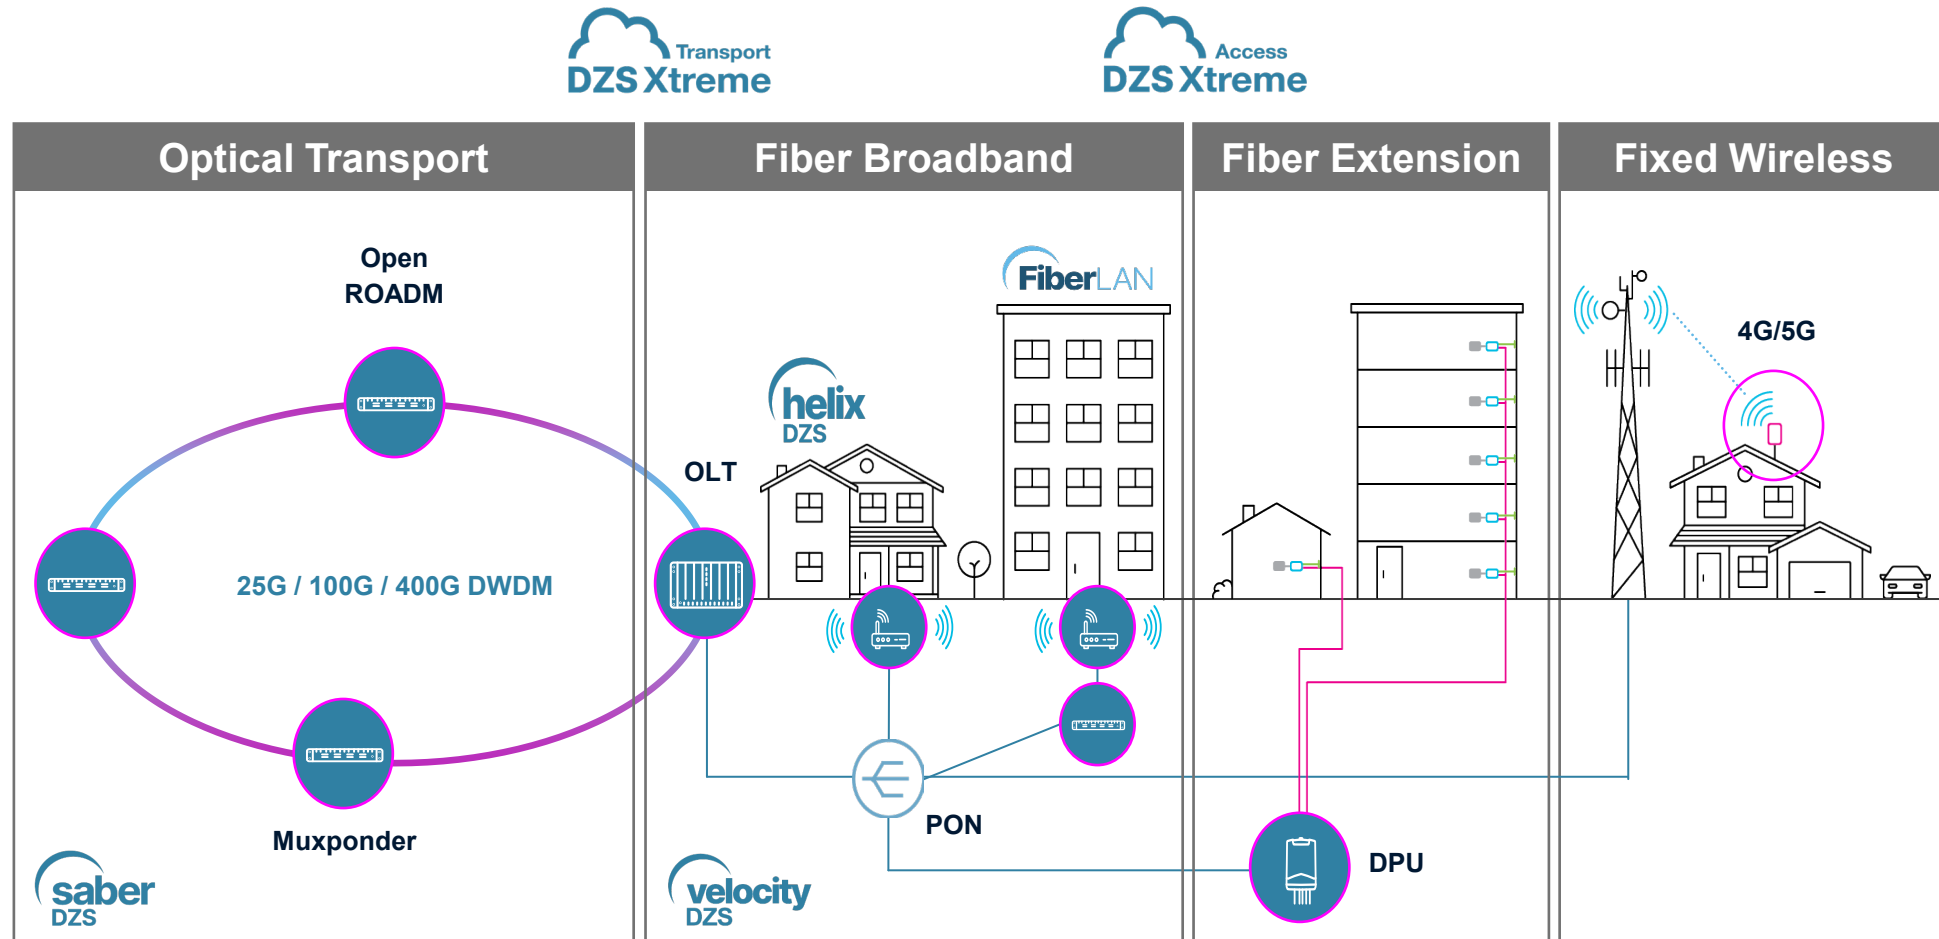 Transport
DZS Xtreme
Access
DZS Xtreme
Optical Transport
Fiber Broadband
Fiber Extension
Fixed Wireless
Open
ROADM
25G / 100G / 400G DWDM
Muxponder
saber
DZS
FiberLAN
helix
DZS
OLT
PON
velocity
DZS
DPU
4G/5G